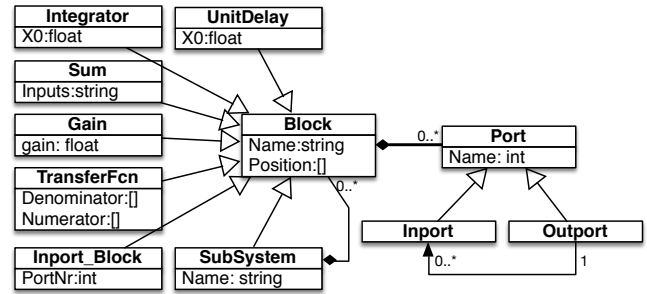 Integrator
X0:float
UnitDelay
X0:float
Sum
Inputs:string
Gain
gain: float
TransferFcn
Denominator:[]
Numerator:[]
Inport_Block
PortNr:int
SubSystem
Name: string
Block
Name:string
Position:[]
0..*
0..*
Port
Name: int
Inport
Outport
0..*
1